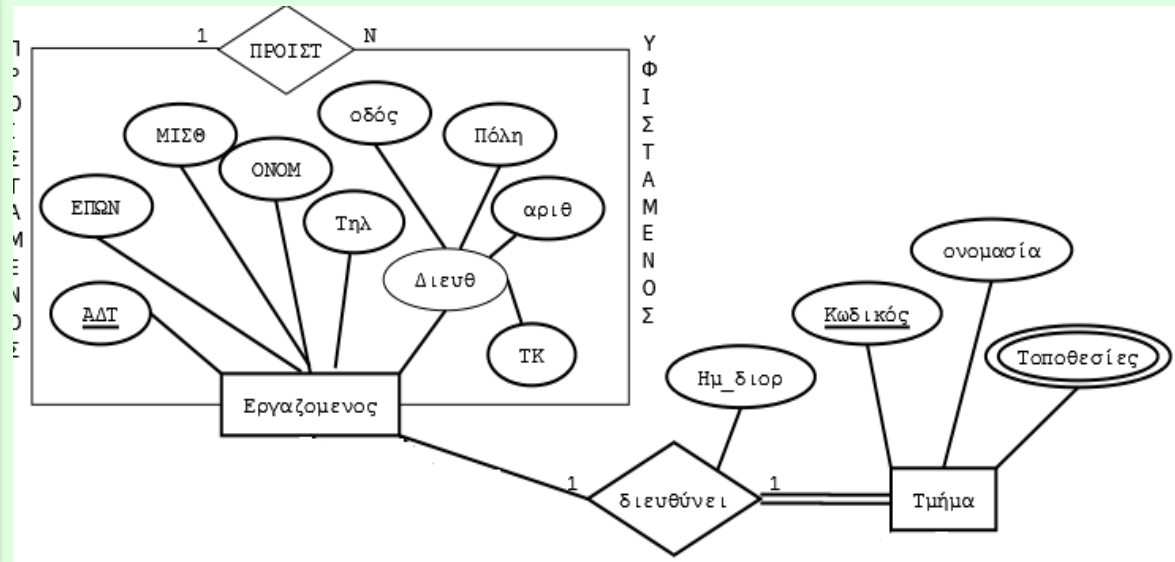 1
ΠΡΟΙΣΤ
N
ΠΡΟΙΣΤΑΜΕΝΟΣ
ΥΦΙΣΤΑΜΕΝΟΣ
οδός
ΜΙΣΘ
Πόλη
ΟΝΟΜ
ΕΠΩΝ
Τηλ
αριθ
Διευθ
ΑΔΤ
ΤΚ
Εργαζομενος
ονομασία
Κωδικός
Τοποθεσίες
Ημ_διορ
1
διευθύνει
1
Τμήμα